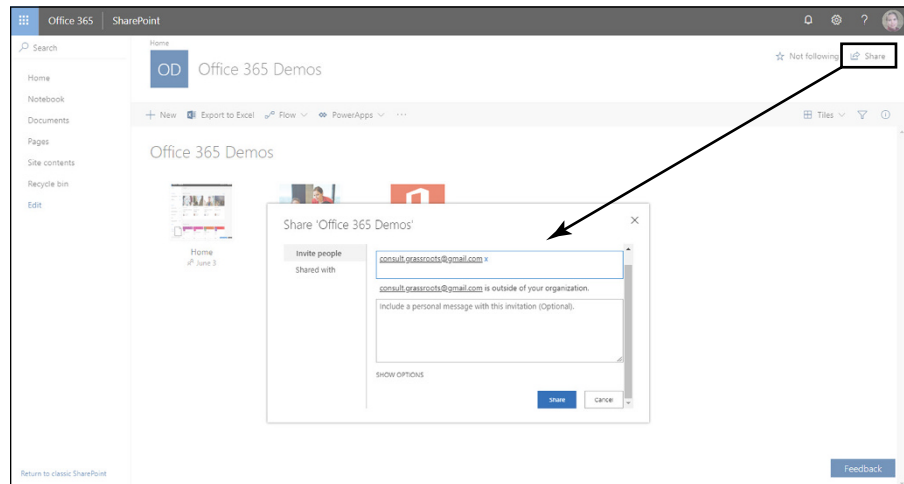 Office 365 SharePoint ?
Search
Home
Notebook
Documents
Pages
Site contents
Recycle bin
Edit
Return to classic SharePoint
Home
OD Office 365 Demos
Not following Share
New Export to Excel Flow PowerApps ... Tiles
Office 365 Demos
Home
June 3
Share 'Office 365 Demos'
Invite people
Shared with
consult.grassroots@gmail.com x
consult.grassroots@gmail.com is outside of your organization.
Include a personal message with this invitation (Optional).
SHOW OPTIONS
Share Cancel
Feedback